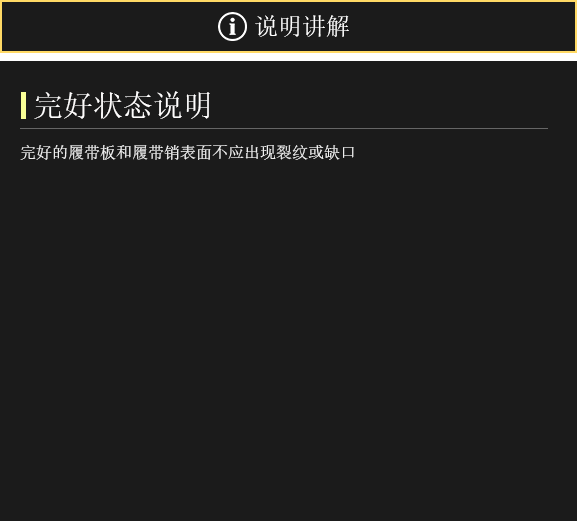 说明讲解
完好状态说明
完好的履带板和履带销表面不应出现裂纹或缺口